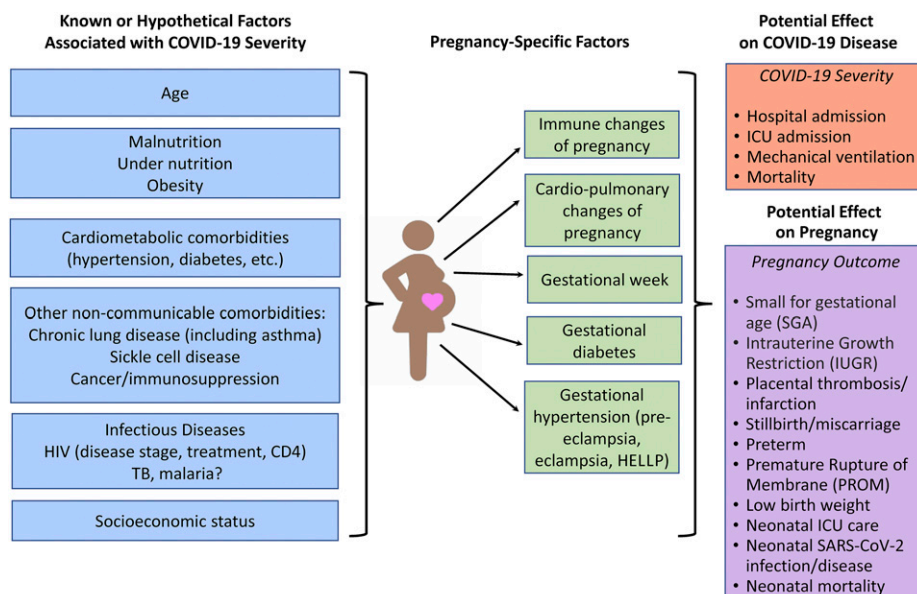 Known or Hypothetical Factors
Associated with COVID-19 Severity
Age
Malnutrition
Under nutrition
Obesity
Cardiometabolic comorbidities
(hypertension, diabetes, etc.)
Other non-communicable comorbidities:
Chronic lung disease (including asthma)
Sickle cell disease
Cancer/immunosuppression
Infectious Diseases
HIV (disease stage, treatment, CD4)
TB, malaria?
Socioeconomic status
Pregnancy-Specific Factors
Immune changes
of pregnancy
Cardio-pulmonary
changes of
pregnancy
Gestational week
Gestational
diabetes
Gestational
hypertension (pre-
eclampsia,
eclampsia, HELLP)
Potential Effect
on COVID-19 Disease
COVID-19 Severity
• Hospital admission
• ICU admission
• Mechanical ventilation
• Mortality
Potential Effect
on Pregnancy
Pregnancy Outcome
• Small for gestational
age (SGA)
• Intrauterine Growth
Restriction (IUGR)
• Placental thrombosis/
infarction
• Stillbirth/miscarriage
• Preterm
• Premature Rupture of
Membrane (PROM)
• Low birth weight
• Neonatal ICU care
• Neonatal SARS-CoV-2
infection/disease
• Neonatal mortality